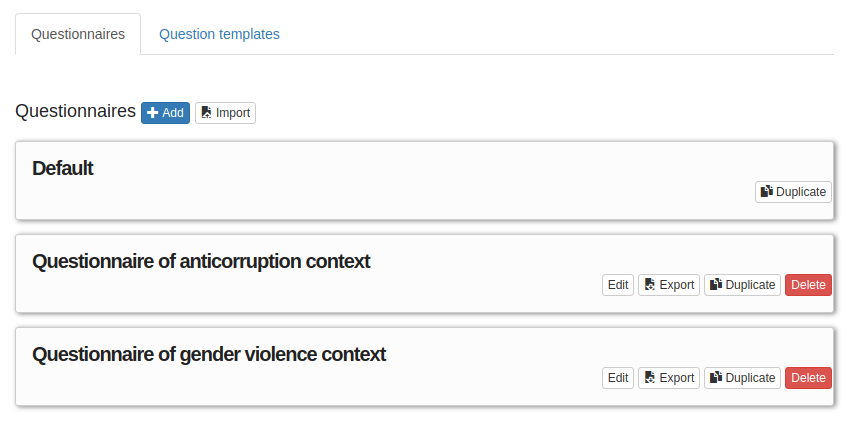 Questionnaires Question templates
Questionnaires Add Import
Default
Duplicate
Questionnaire of anticorruption context
Edit Export Duplicate Delete
Questionnaire of gender violence context
Edit Export Duplicate Delete